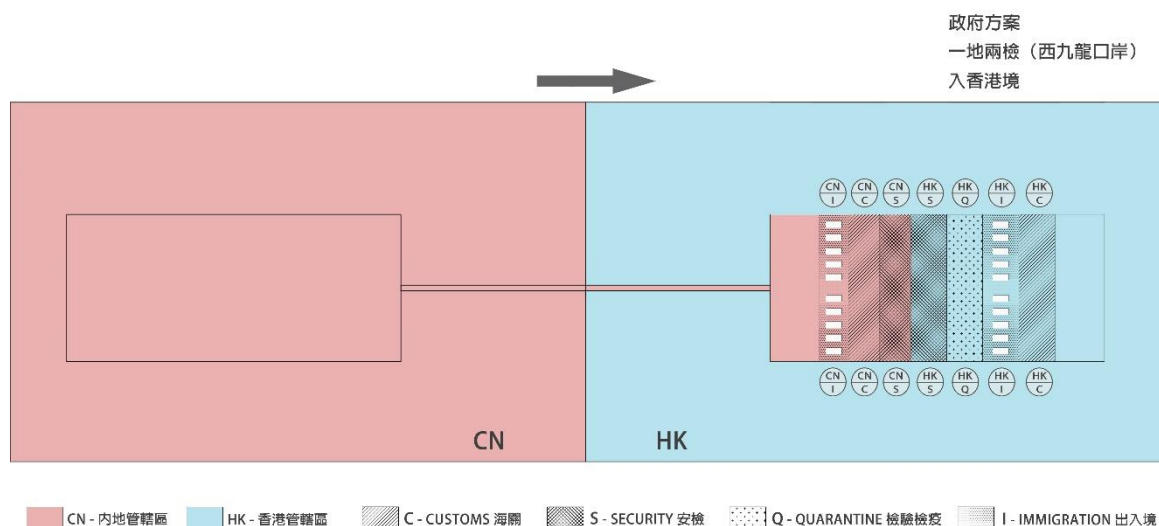 政府方案
一地兩檢（西九龍口岸）
入香港境
CN I CN C CN S HK S HK Q HK I HK C
CN I CN C CN S HK S HK Q HK I HK C
CN HK
CN - 內地管轄區 HK - 香港管轄區 C - CUSTOMS 海關 S - SECURITY 安檢 Q - QUARANTINE 檢驗檢疫 I - IMMIGRATION 出入境